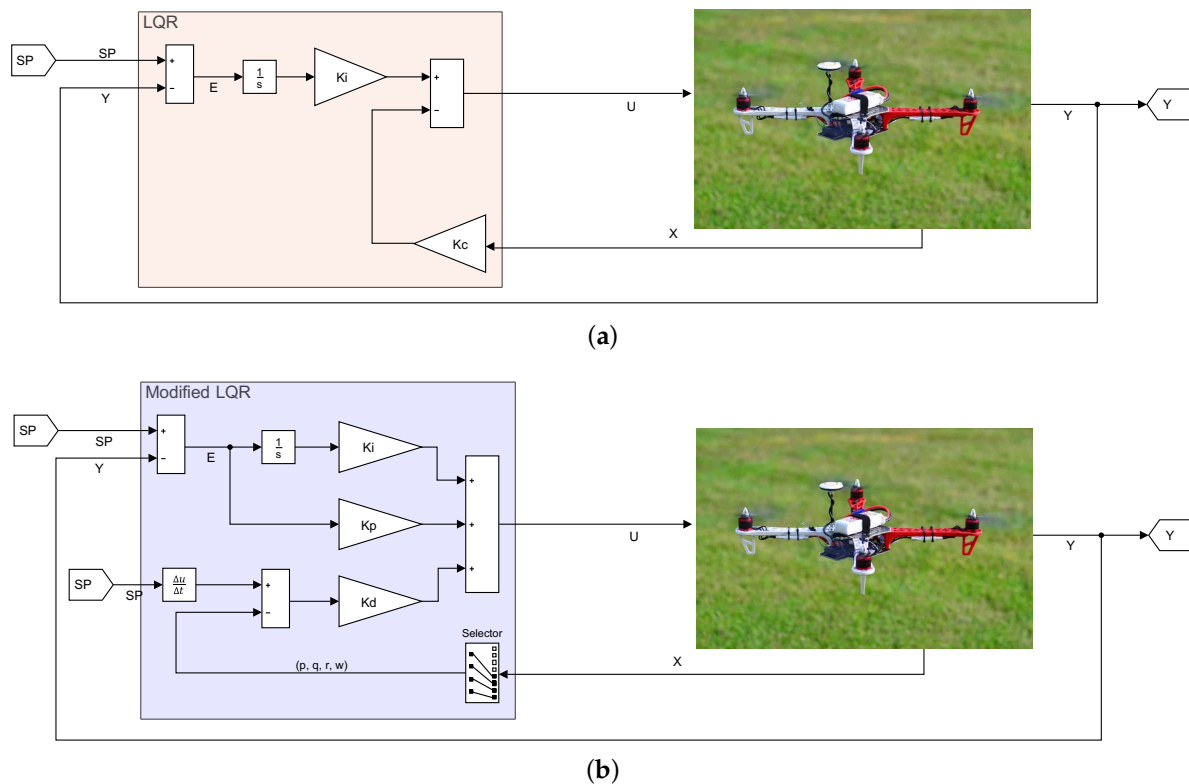 LQR
SP
SP
+
−
Y
E
1
s
Ki
+
−
U
Y
Y
Kc
X
(a)
Modified LQR
SP
SP
+
−
Y
E
1
s
Ki
Kp
+
+
+
U
Y
Y
SP
SP
Δu
Δt
+
−
Kd
Selector
(p, q, r, w)
X
(b)